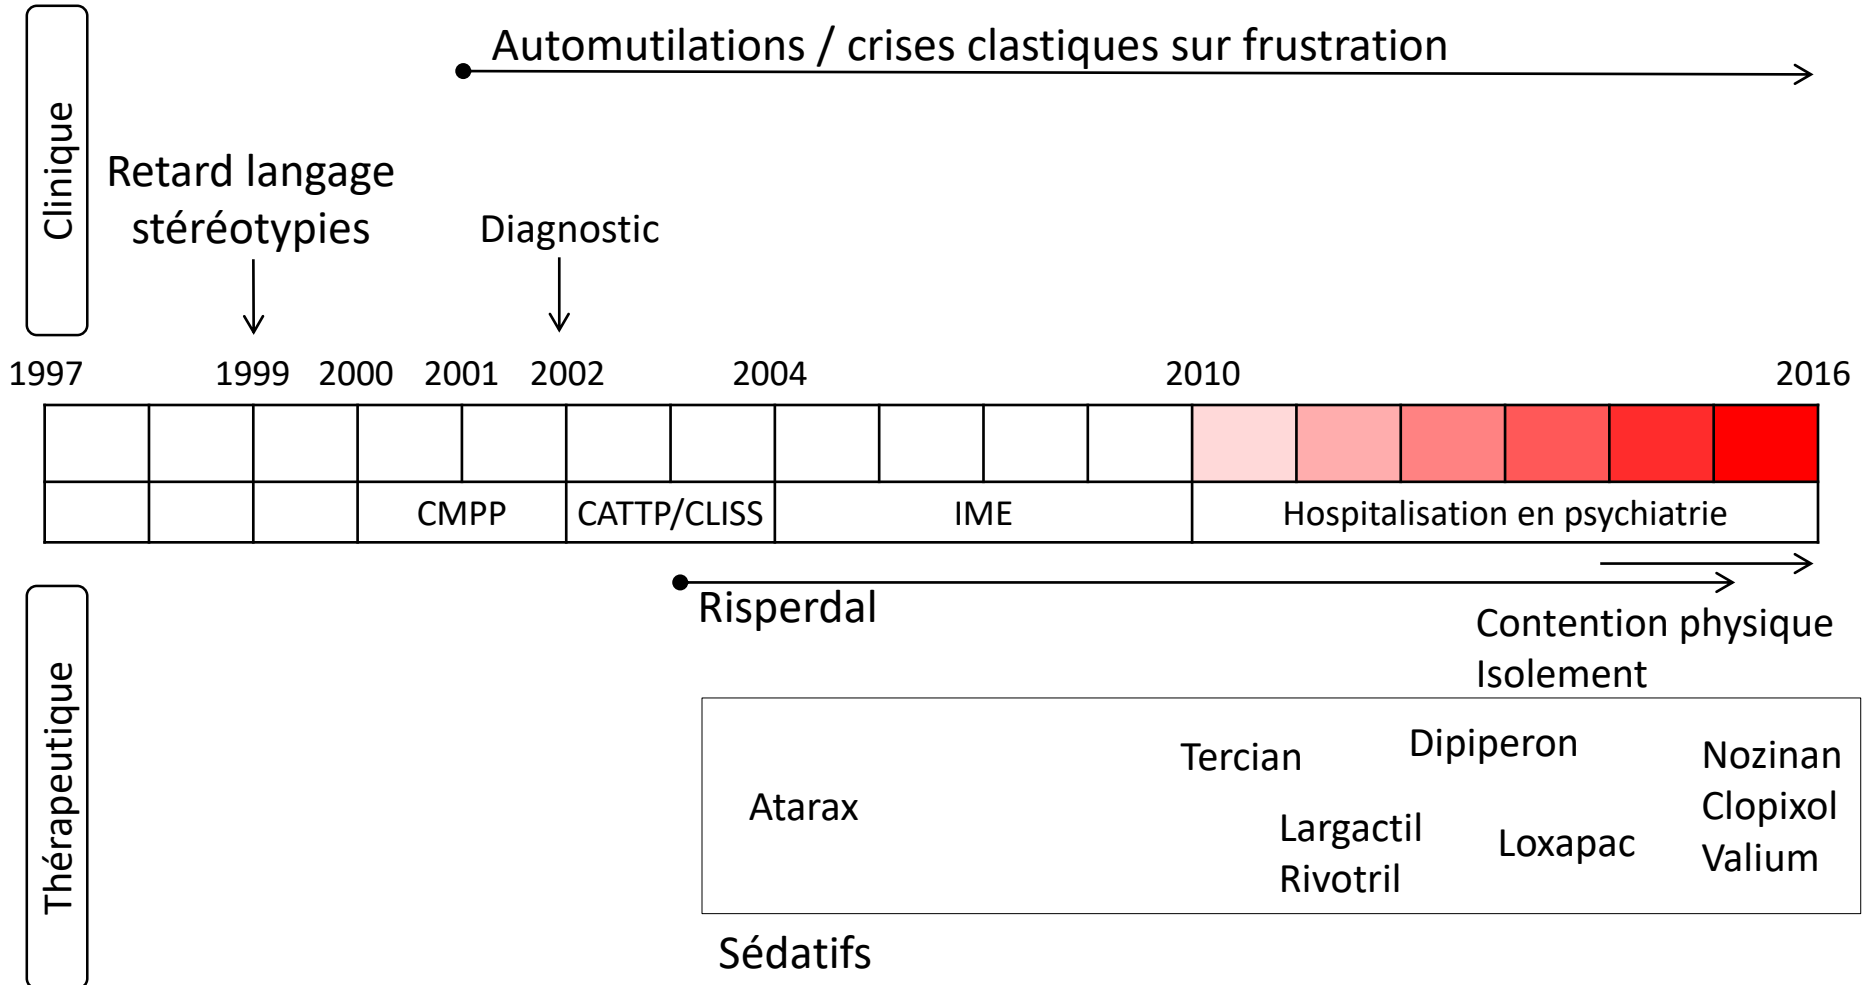 Clinique
Automutilations / crises clastiques sur frustration
Retard langage
stéréotypies
Diagnostic
1997 1999 2000 2001 2002 2004 2010 2016
CMPP CATTP/CLISS IME Hospitalisation en psychiatrie
Thérapeutique
Risperdal
Contention physique
Isolement
Atarax
Tercian
Largactil
Rivotril
Dipiperon
Loxapac
Nozinan
Clopixol
Valium
Sédatifs